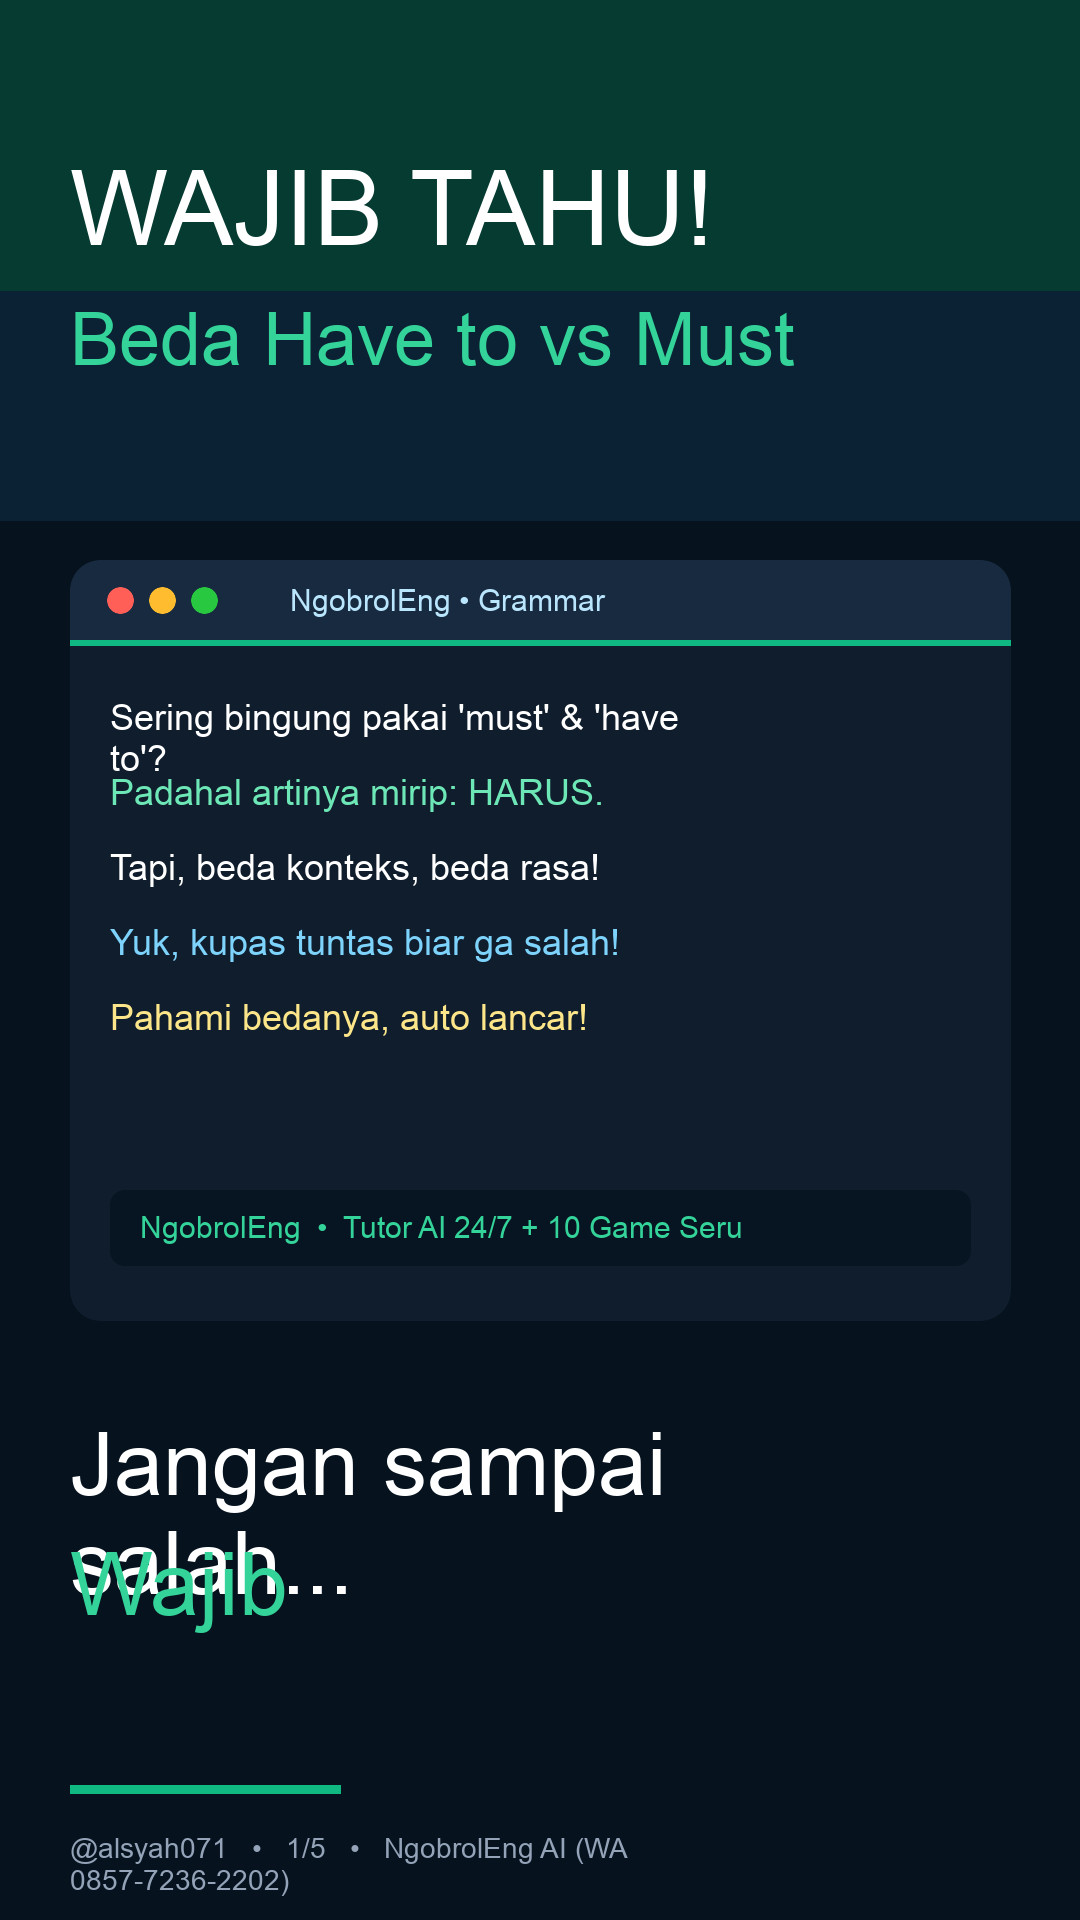 WAJIB TAHU!
Beda Have to vs Must
NgobrolEng • Grammar
Sering bingung pakai 'must' & 'have
to'?
Padahal artinya mirip: HARUS.
Tapi, beda konteks, beda rasa!
Yuk, kupas tuntas biar ga salah!
Pahami bedanya, auto lancar!
NgobrolEng • Tutor AI 24/7 + 10 Game Seru
Jangan sampai
salah...
Wajib
@alsyah071 • 1/5 • NgobrolEng AI (WA
0857-7236-2202)